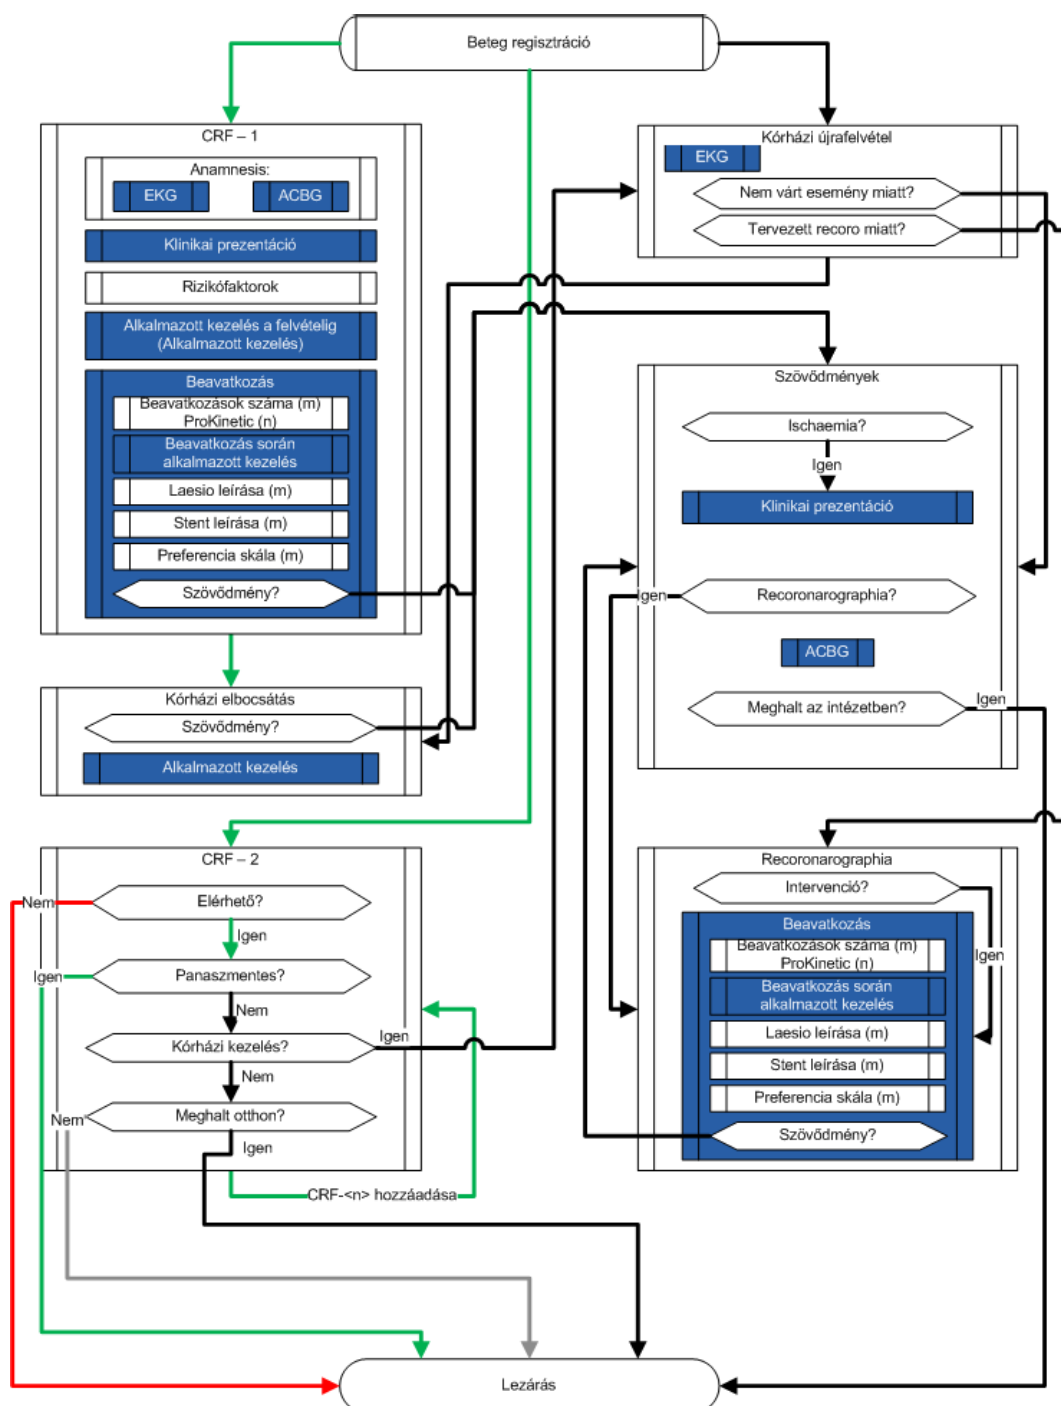 Beteg regisztráció
CRF – 1
Anamnesis:
EKG
ACBG
Klinikai prezentáció
Rizikófaktorok
Alkalmazott kezelés a felvételig
(Alkalmazott kezelés)
Beavatkozás
Beavatkozások száma (m)
ProKinetic (n)
Beavatkozás során
alkalmazott kezelés
Laesio leírása (m)
Stent leírása (m)
Preferencia skála (m)
Szövődmény?
Kórházi elbocsátás
Szövődmény?
Alkalmazott kezelés
CRF – 2
Nem
Elérhető?
Igen
Igen
Panaszmentes?
Nem
Kórházi kezelés?
Igen
Nem
Nem
Meghalt otthon?
Igen
CRF-<n> hozzáadása
Kórházi újrafelvétel
EKG
Nem várt esemény miatt?
Tervezett recoro miatt?
Szövődmények
Ischaemia?
Igen
Klinikai prezentáció
Igen
Recoronarographia?
ACBG
Meghalt az intézetben?
Igen
Recoronarographia
Intervenció?
Igen
Beavatkozás
Beavatkozások száma (m)
ProKinetic (n)
Beavatkozás során
alkalmazott kezelés
Laesio leírása (m)
Stent leírása (m)
Preferencia skála (m)
Szövődmény?
Lezárás